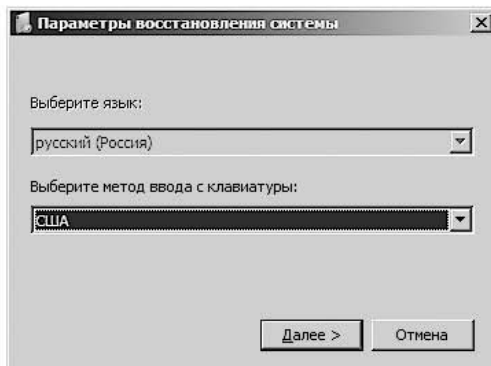 Параметры восстановления системы
Выберите язык:
русский (Россия)
Выберите метод ввода с клавиатуры:
США
Далее >
Отмена